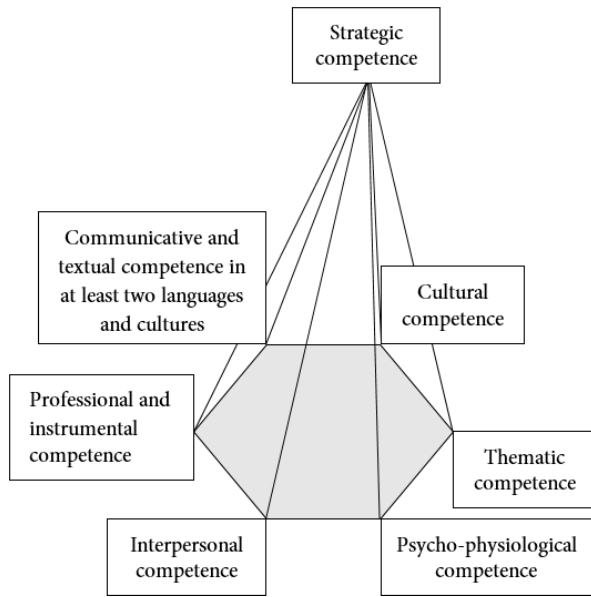 Strategic
competence
Communicative and
textual competence in
at least two languages
and cultures
Cultural
competence
Professional and
instrumental
competence
Thematic
competence
Interpersonal
competence
Psycho-physiological
competence